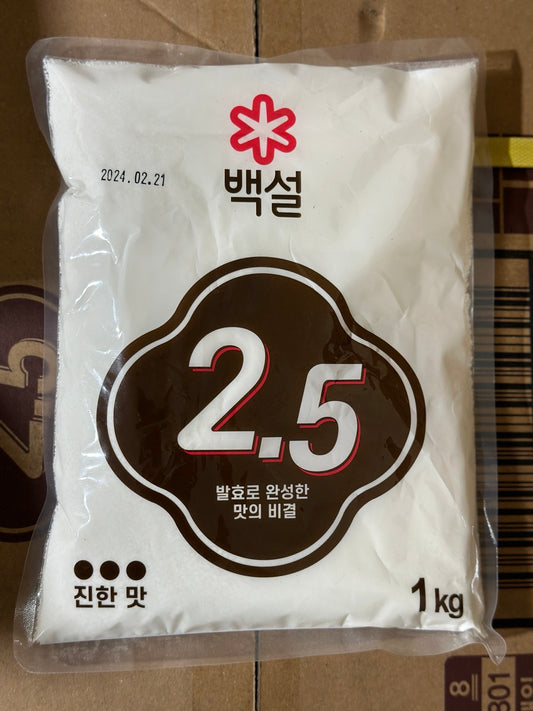 백설
2024.02.21
2.5
발효로 완성한
맛의 비결
진한 맛
1kg
801